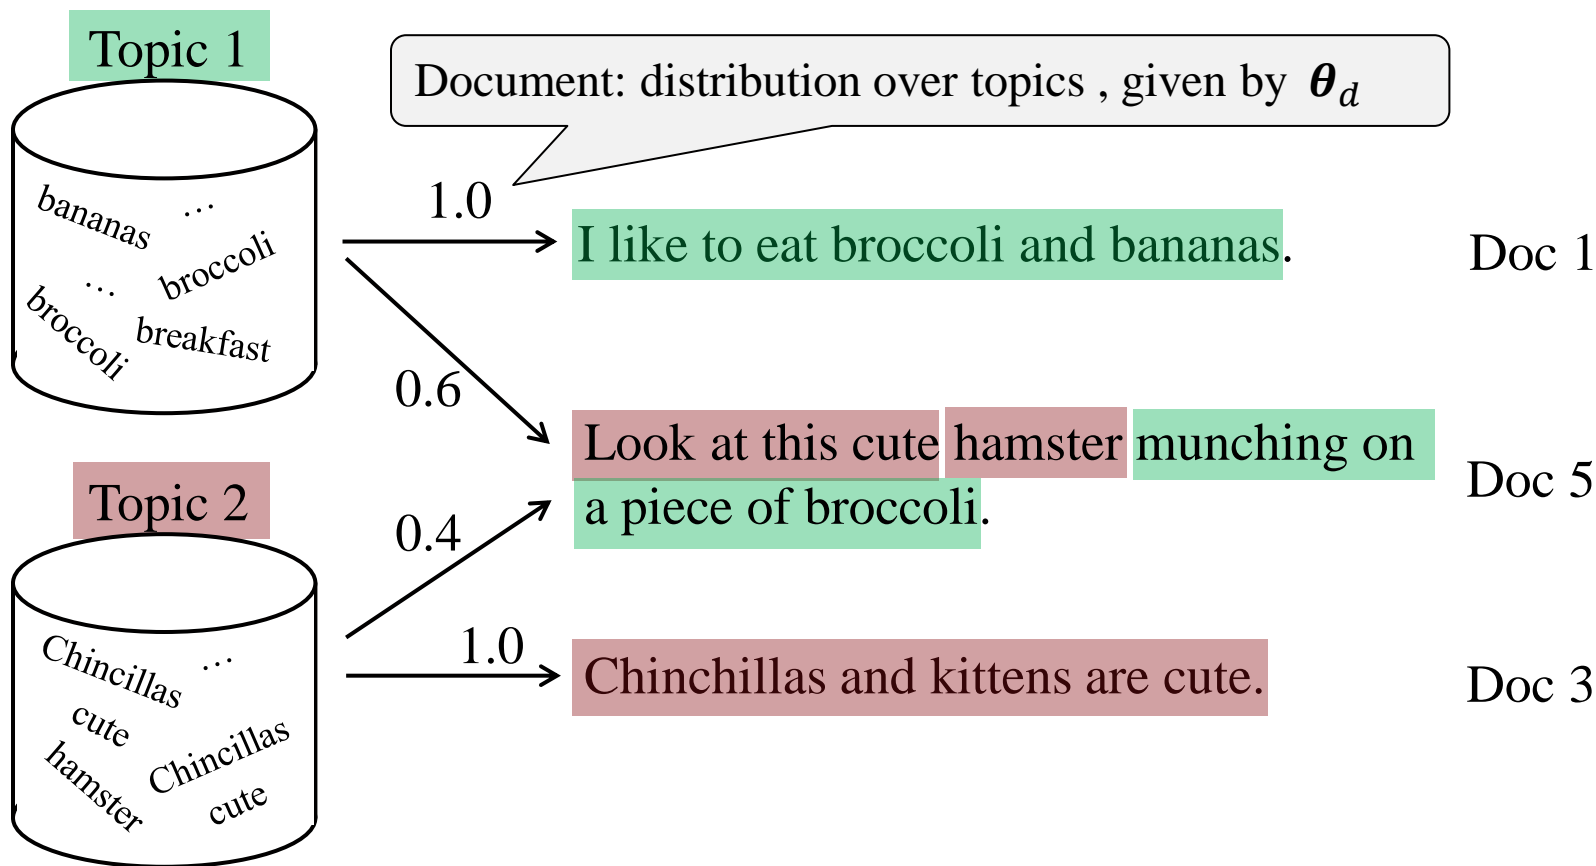 Topic 1
Document: distribution over topics , given by θd
bananas
…
broccoli
…
broccoli
breakfast
1.0
I like to eat broccoli and bananas.
Doc 1
0.6
Look at this cute hamster munching on
a piece of broccoli.
Doc 5
Topic 2
0.4
Chincillas
…
cute
Chincillas
hamster
cute
1.0
Chinchillas and kittens are cute.
Doc 3